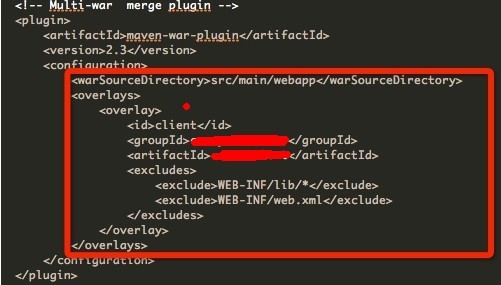 <!-- Multi-war  merge plugin -->
<plugin>
    <artifactId>maven-war-plugin</artifactId>
    <version>2.3</version>
    <configuration>
        <warSourceDirectory>src/main/webapp</warSourceDirectory>
        <overlays>
            <overlay>
                <id>client</id>
                <groupId></groupId>
                <artifactId></artifactId>
                <excludes>
                    <exclude>WEB-INF/lib/*</exclude>
                    <exclude>WEB-INF/web.xml</exclude>
                </excludes>
            </overlay>
        </overlays>
    </configuration>
</plugin>